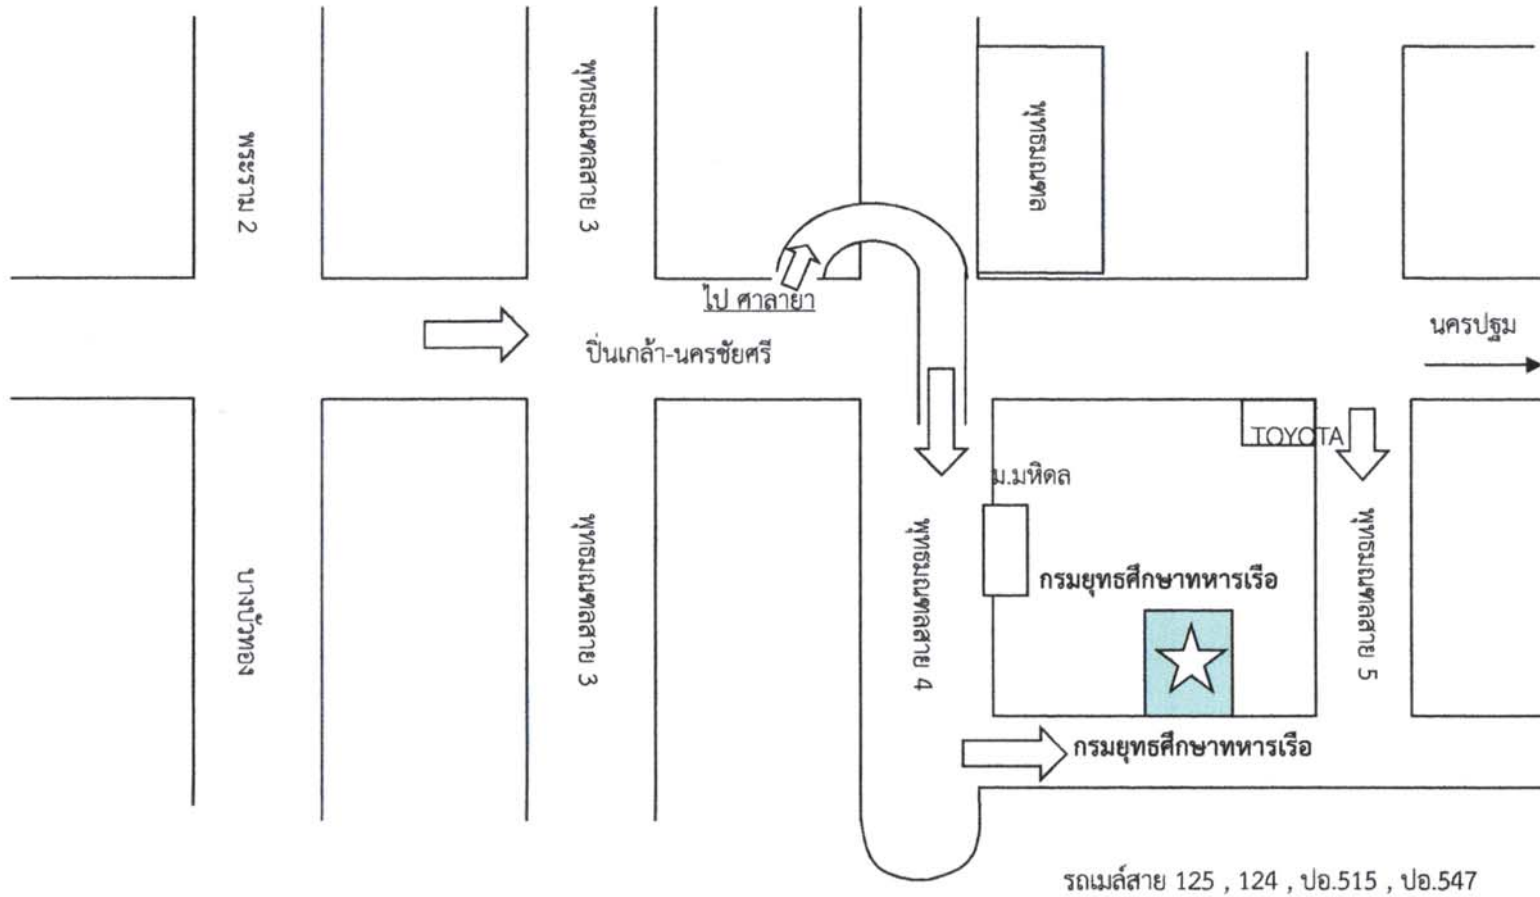 พระราม 2
พุทธมณฑลสาย 3
พุทธมณฑล
ไป ศาลายา
ปิ่นเกล้า-นครชัยศรี
นครปฐม
TOYOTA
ม.มหิดล
บางบัวทอง
พุทธมณฑลสาย 3
พุทธมณฑลสาย 4
กรมยุทธศึกษาทหารเรือ
พุทธมณฑลสาย 5
กรมยุทธศึกษาทหารเรือ
รถเมล์สาย 125 , 124 , ปอ.515 , ปอ.547